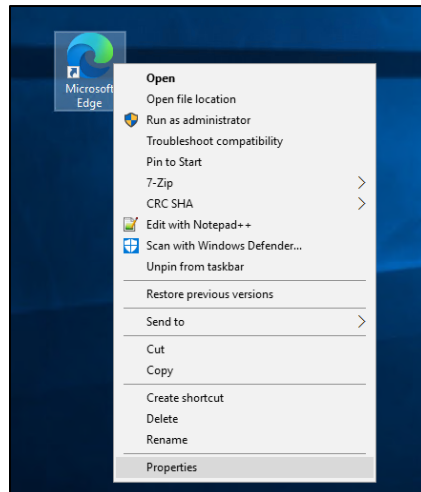 Microsoft
Edge
Open
Open file location
Run as administrator
Troubleshoot compatibility
Pin to Start
7-Zip
CRC SHA
Edit with Notepad++
Scan with Windows Defender...
Unpin from taskbar
Restore previous versions
Send to
Cut
Copy
Create shortcut
Delete
Rename
Properties